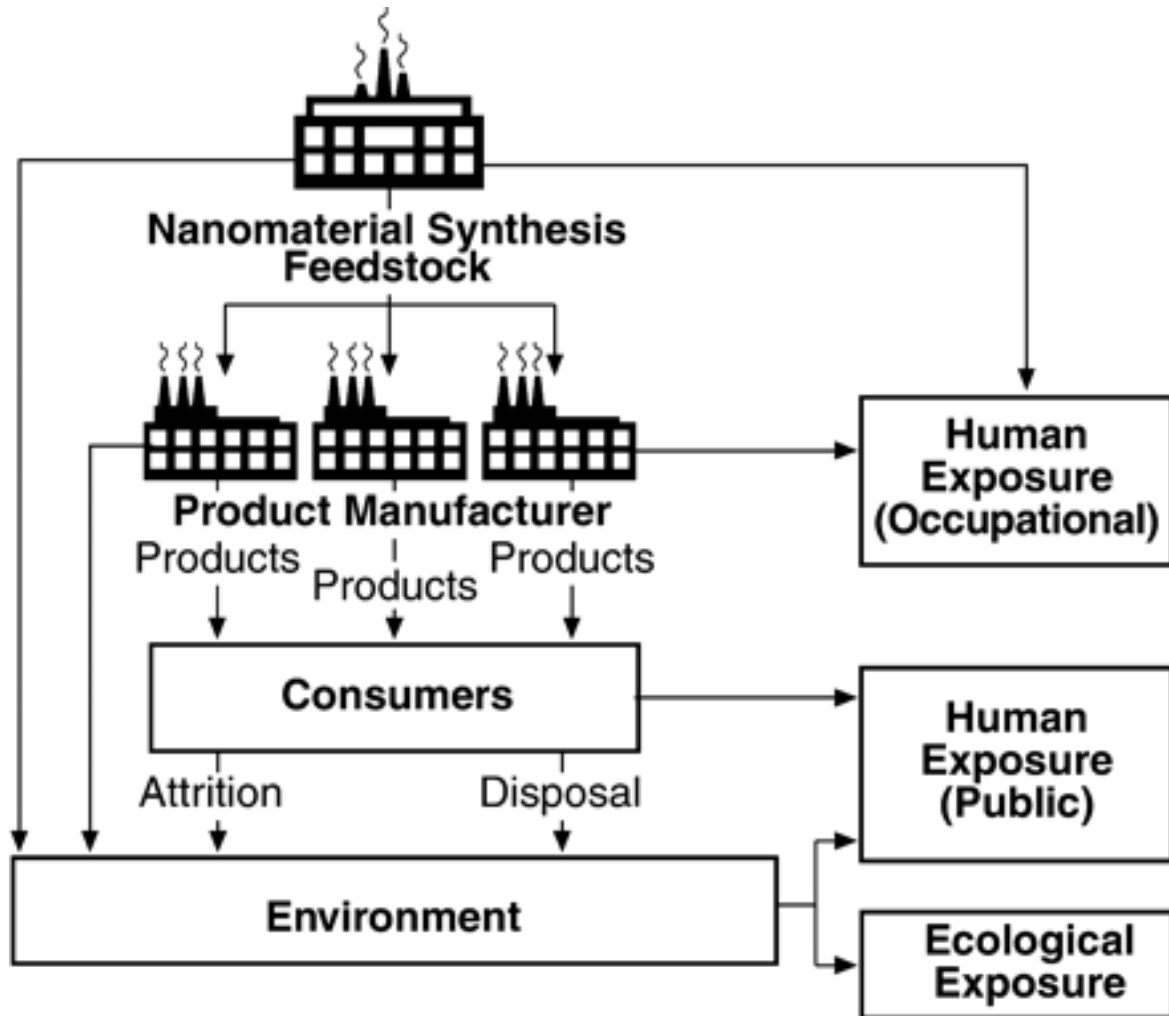 Nanomaterial Synthesis
Feedstock
Product Manufacturer
Products
Products
Products
Human
Exposure
(Occupational)
Consumers
Human
Exposure
(Public)
Attrition
Disposal
Environment
Ecological
Exposure